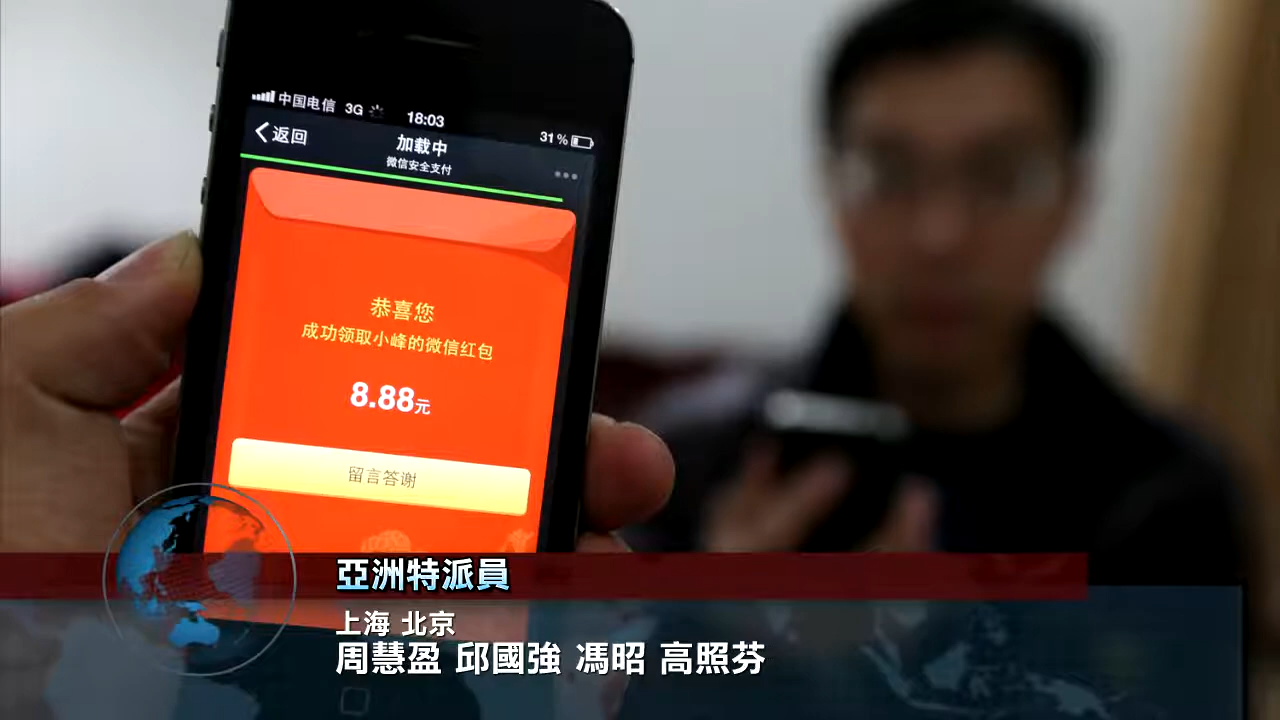 中国电信 3G 18:03 31%
返回 加载中
微信安全支付
恭喜您
成功领取小峰的微信红包
8.88元
留言答谢
亞洲特派員
上海 北京
周慧盈 邱國強 馮昭 高照芬